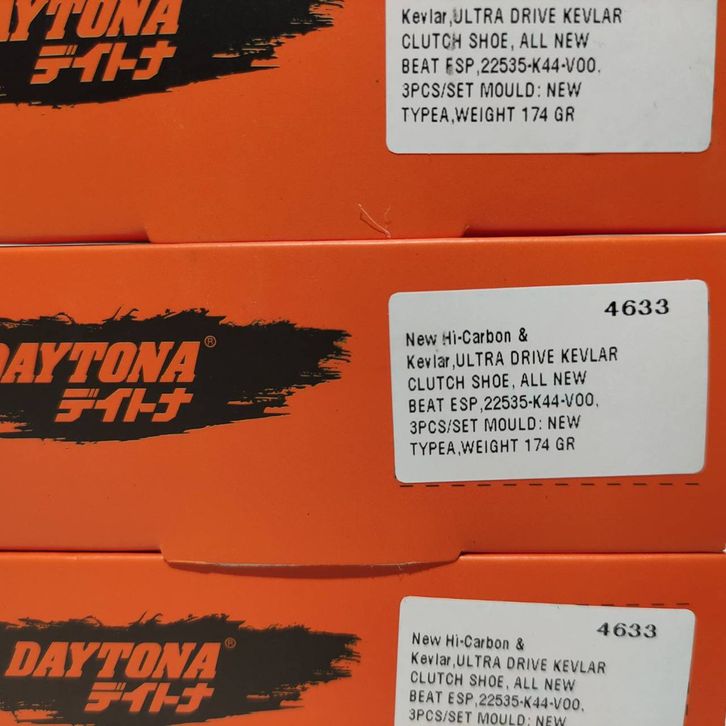 AYTONA
デイトナ
Kevlar,ULTRA DRIVE KEVLAR
CLUTCH SHOE, ALL NEW
BEAT ESP,22535-K44-V00.
3PCS/SET MOULD: NEW
TYPEA,WEIGHT 174 GR
DAYTONA®
デイトナ
4633
New Hi-Carbon &
Kevlar,ULTRA DRIVE KEVLAR
CLUTCH SHOE, ALL NEW
BEAT ESP,22535-K44-V00.
3PCS/SET MOULD: NEW
TYPEA,WEIGHT 174 GR
DAYTONA®
デイトナ
4633
New Hi-Carbon &
Kevlar,ULTRA DRIVE KEVLAR
CLUTCH SHOE, ALL NEW
BEAT ESP,22535-K44-V00.
3PCS/SET MOULD: NEW